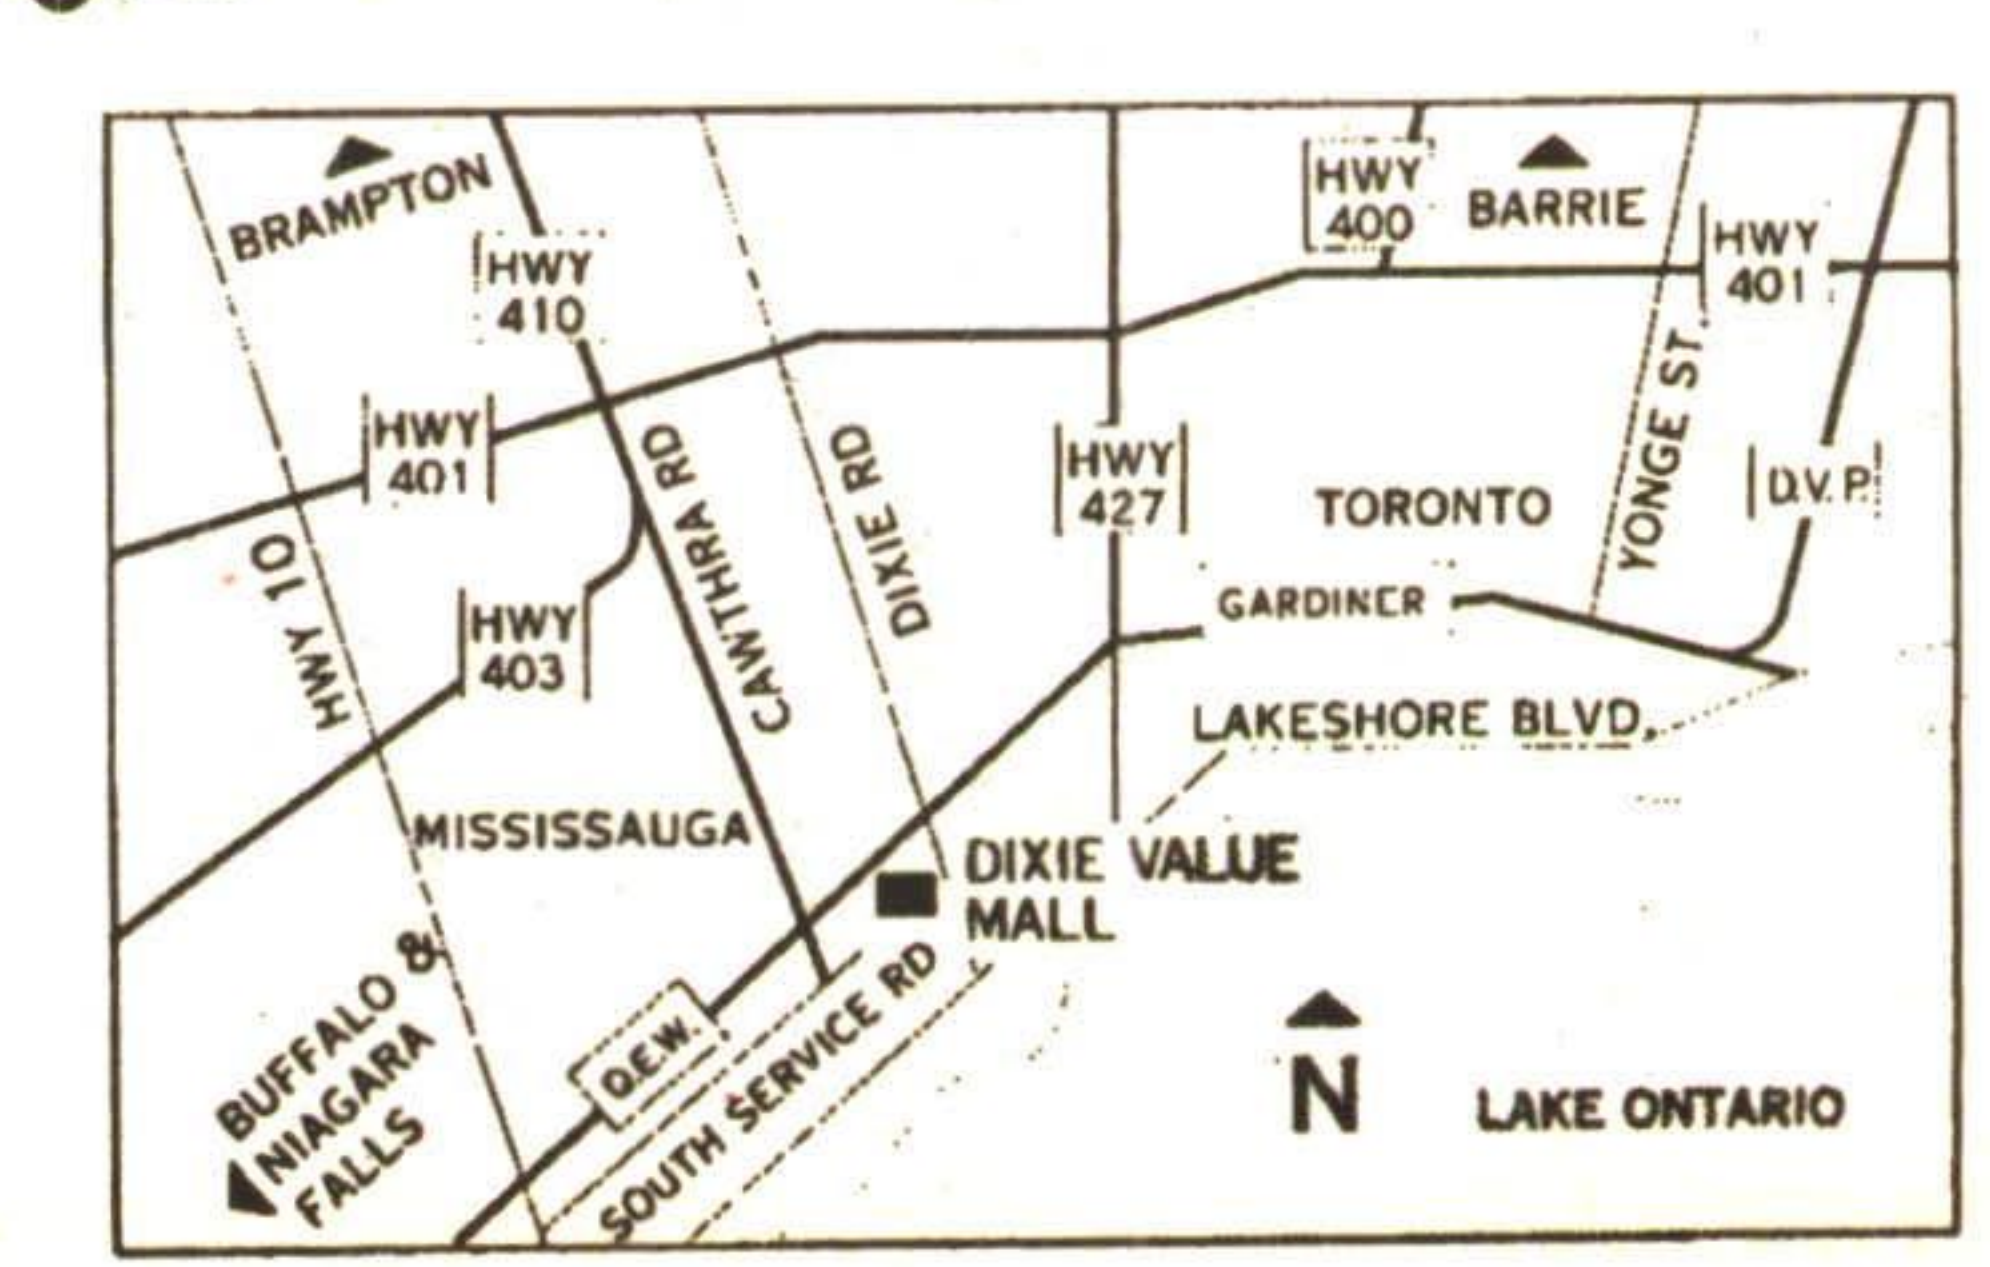 BRAMPTON
HWY
410
HWY
400
BARRIE
HWY
401
HWY
401
CAWTHRA RD
DIXIE RD
HWY
427
TORONTO
YONGE ST.
D.V.P.
HWY 10
HWY
403
GARDINER
LAKESHORE BLVD.
MISSISSAUGA
DIXIE VALUE
MALL
BUFFALO &
NIAGARA
FALLS
Q.E.W.
SOUTH SERVICE RD
N
LAKE ONTARIO